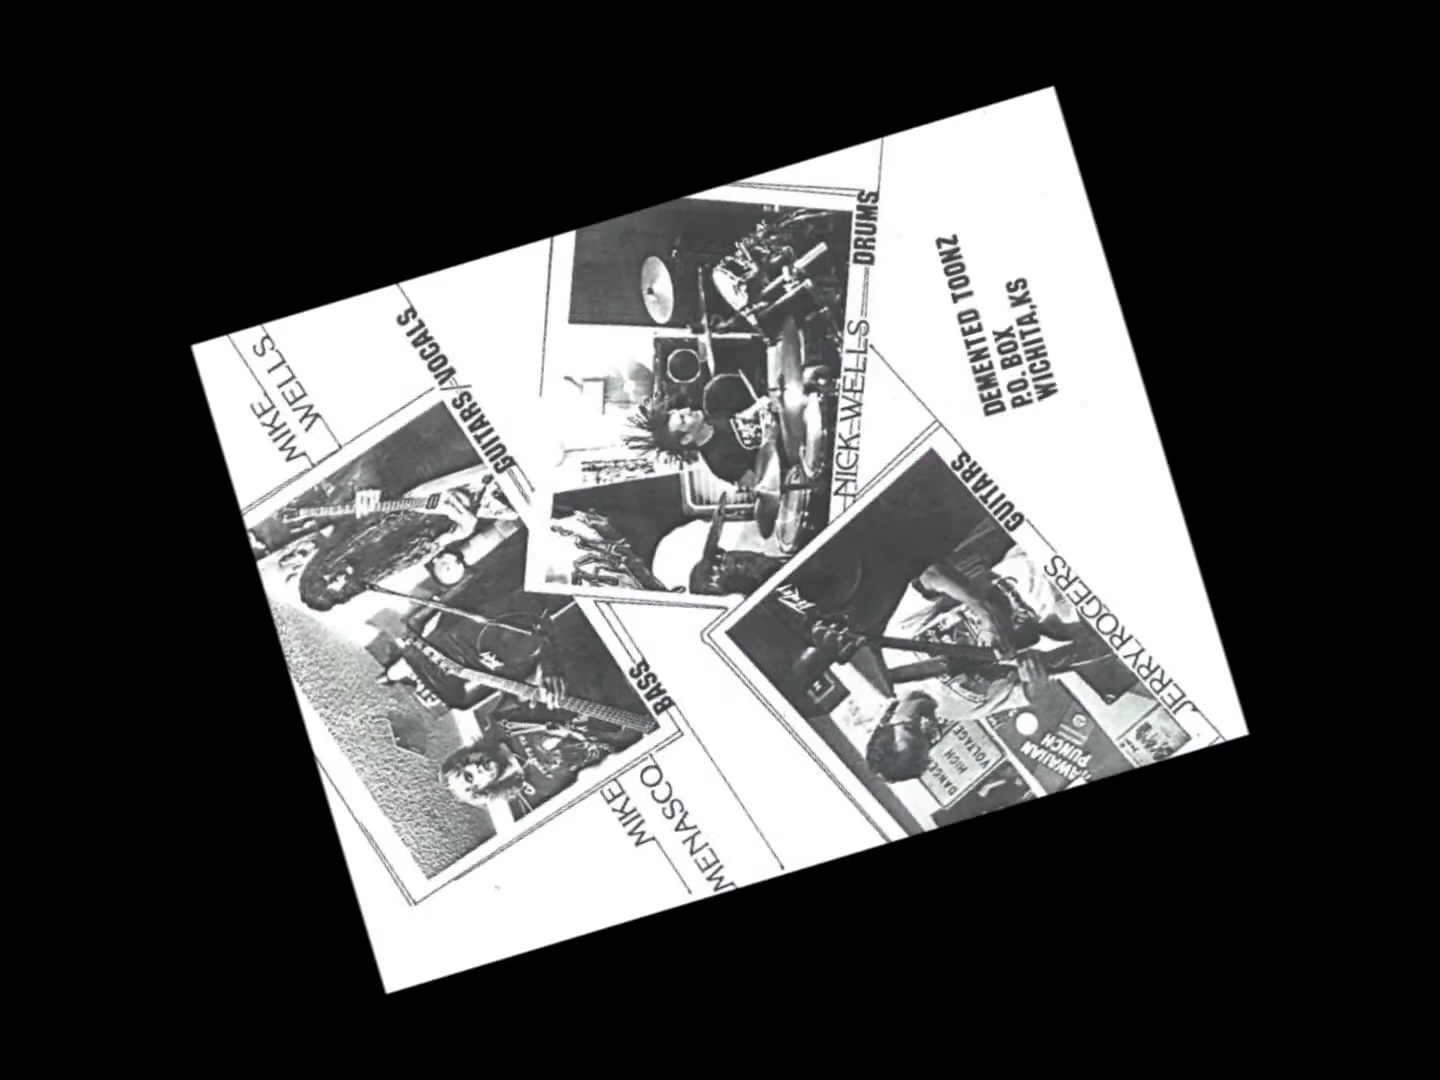 MIKE
WELLS
GUITARS/VOCALS
NICK WELLS
DRUMS
BASS
MIKE
MENASCO
GUITARS
JERRY ROGERS
DANGER
HIGH
VOLTAGE
HAWAIIAN
PUNCH
DEMENTED TOONZ
P.O. BOX
WICHITA,KS